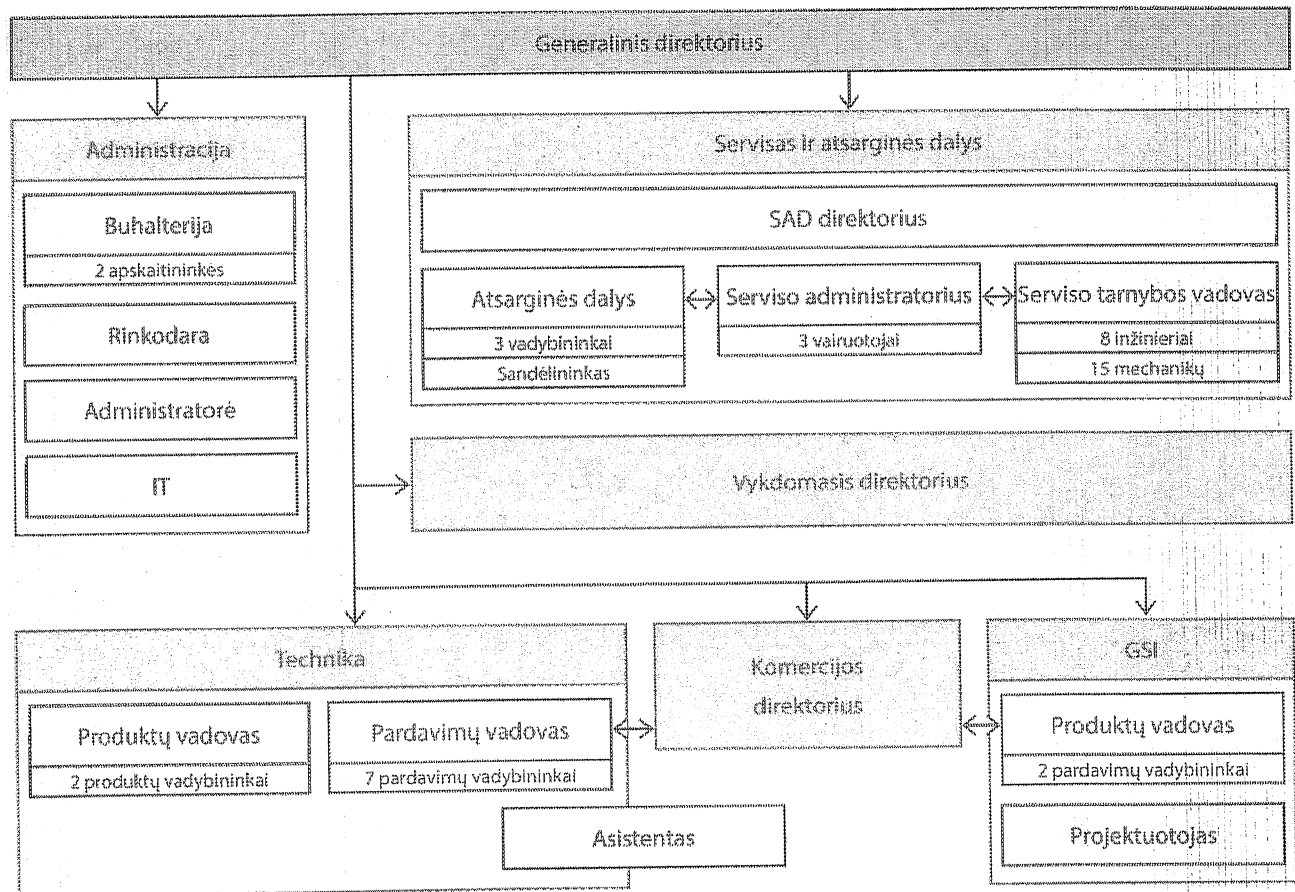 Generalinis direktorius
Administracija
Buhalterija
2 apskaitininkės
Rinkodara
Administratorė
IT
Servisas ir atsarginės dalys
SAD direktorius
Atsarginės dalys
3 vadybininkai
Sandėlininkas
Serviso administratorius
3 vairuotojai
Serviso tarnybos vadovas
8 inžinieriai
15 mechanikų
Vykdomasis direktorius
Technika
Produktų vadovas
2 produktų vadybininkai
Pardavimų vadovas
7 pardavimų vadybininkai
Asistentas
Komercijos
direktorius
GSI
Produktų vadovas
2 pardavimų vadybininkai
Projektuotojas